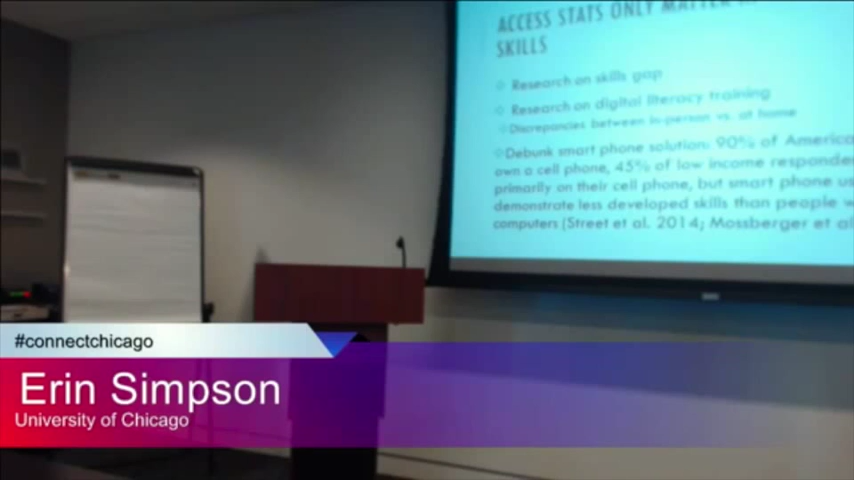 ACCESS STATS ONLY MATTER
SKILLS
Research on skills gap
Research on digital literacy training
Discrepancies between in-person vs. at home
Debunk smart phone solution: 90% of America
own a cell phone, 45% of low income responde
primarily on their cell phone, but smart phone us
demonstrate less developed skills than people w
computers (Street et al. 2014; Mossberger et al
#connectchicago
Erin Simpson
University of Chicago